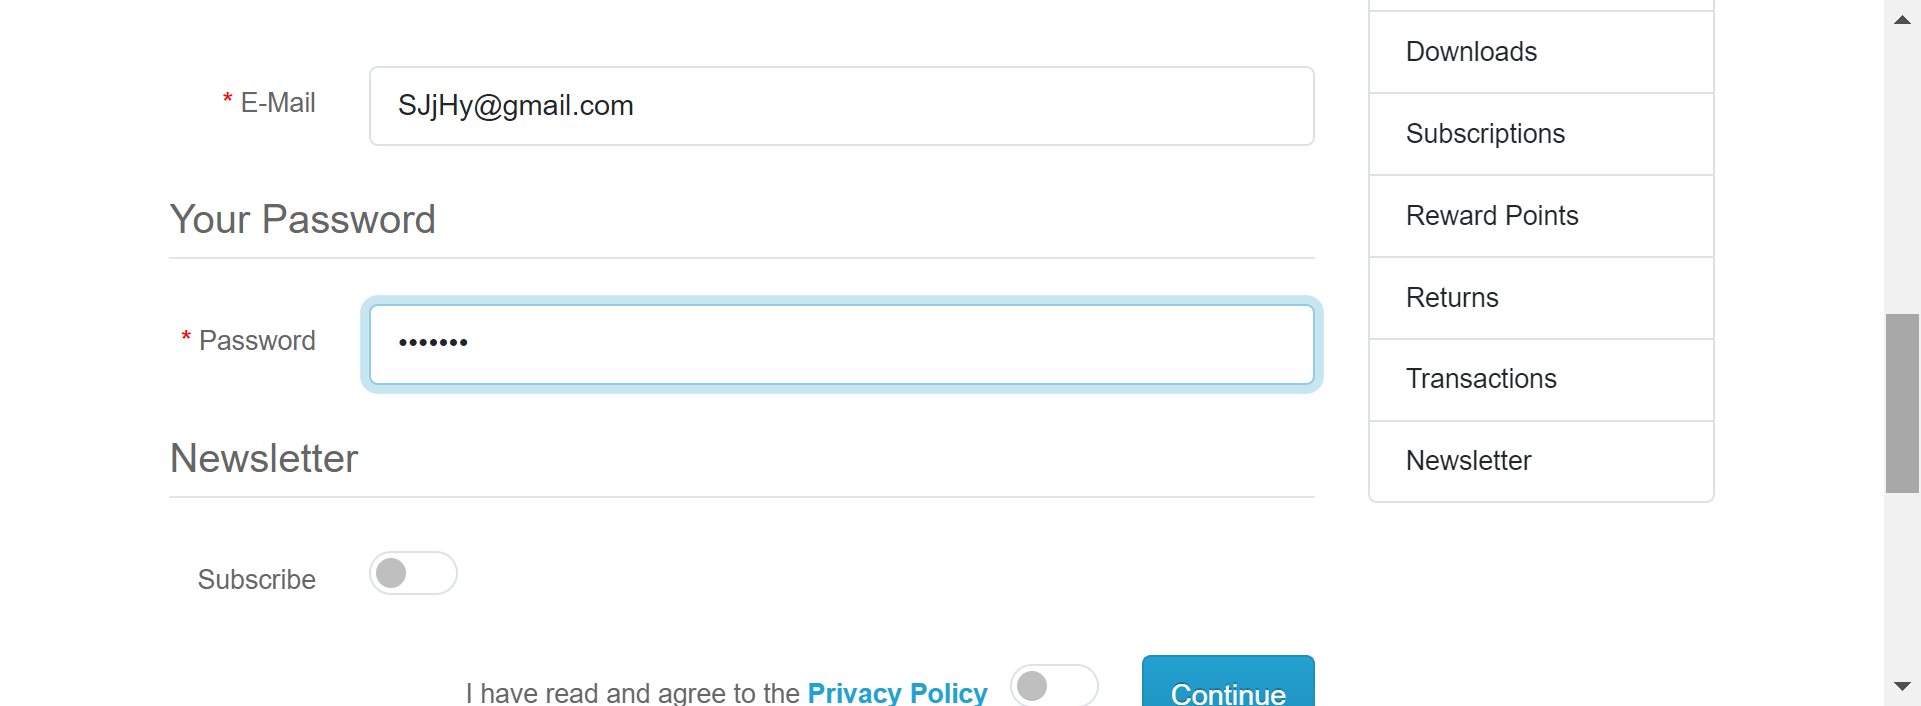 * E-Mail
SJjHy@gmail.com
Your Password
* Password
•••••••
Newsletter
Subscribe
I have read and agree to the Privacy Policy
Continue
Downloads
Subscriptions
Reward Points
Returns
Transactions
Newsletter